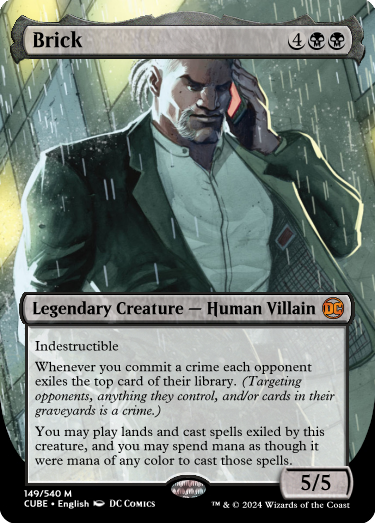 Brick 4
Legendary Creature — Human Villain DC
Indestructible
Whenever you commit a crime each opponent
exiles the top card of their library. (Targeting
opponents, anything they control, and/or cards in their
graveyards is a crime.)
You may play lands and cast spells exiled by this
creature, and you may spend mana as though it
were mana of any color to cast those spells.
5/5
149/540 M
CUBE • English DC COMICS
™ & © 2024 Wizards of the Coast